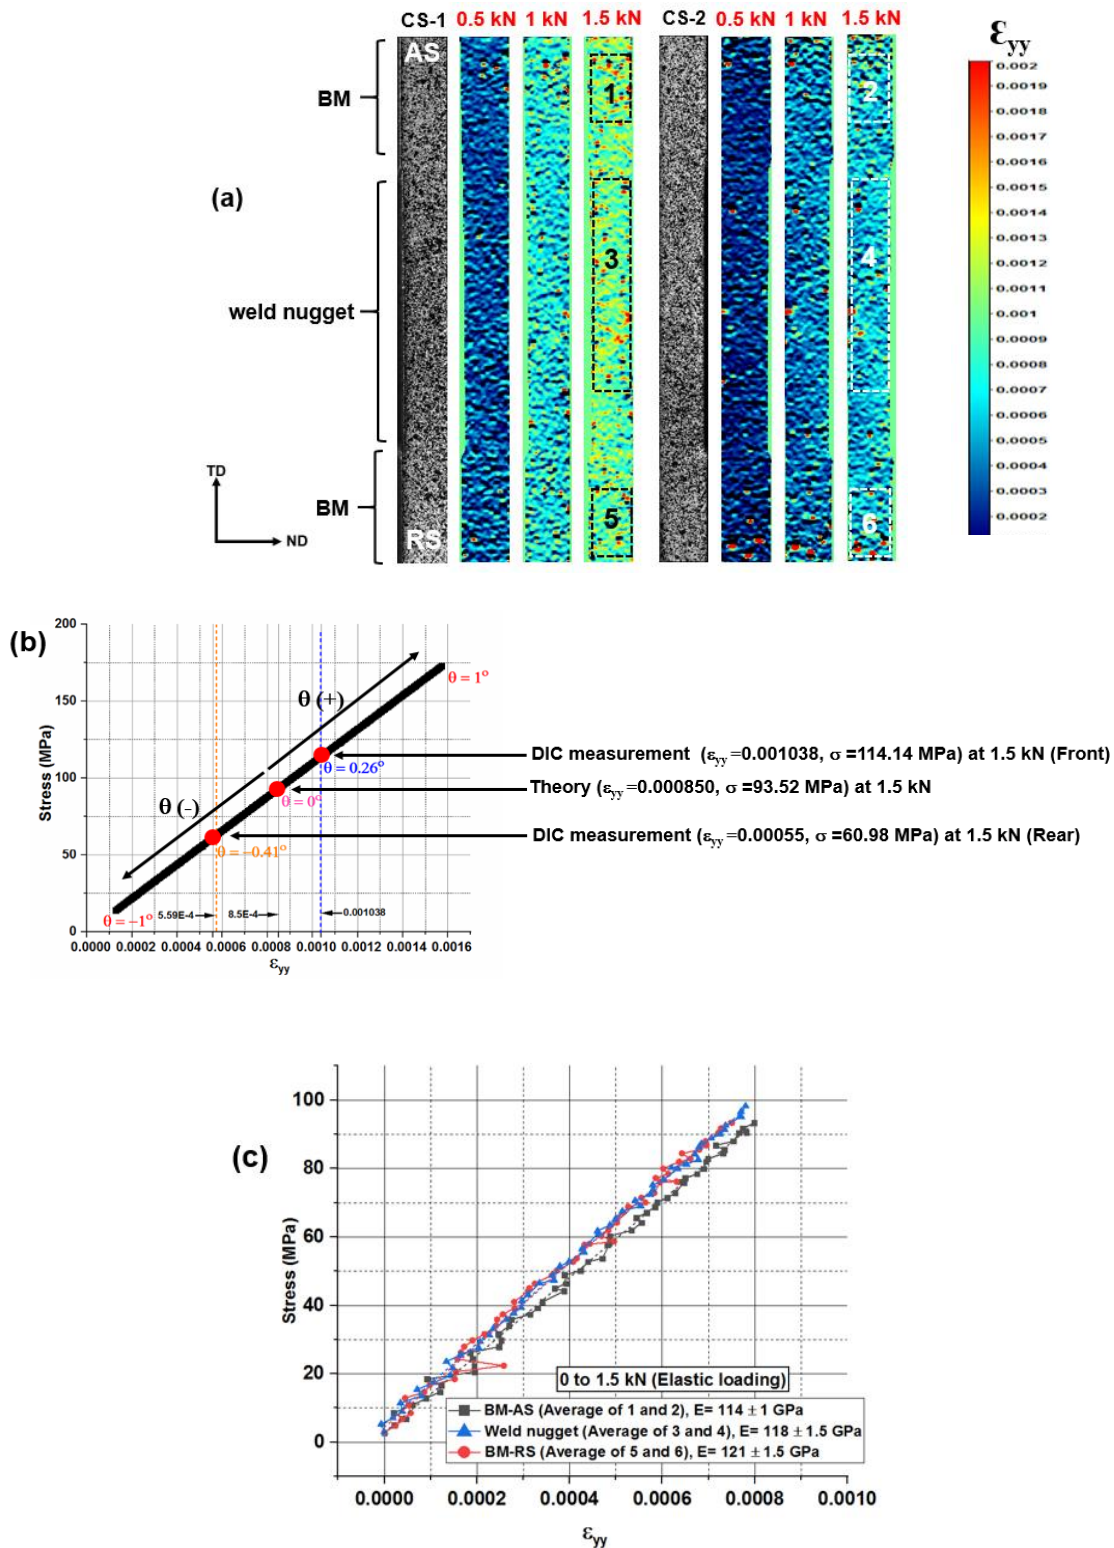 CS-1 0.5 kN 1 kN 1.5 kN CS-2 0.5 kN 1 kN 1.5 kN
εyy
AS
BM
1
2
(a)
3
4
weld nugget
TD
ND
BM
5
6
RS
0.002
0.0019
0.0018
0.0017
0.0016
0.0015
0.0014
0.0013
0.0012
0.0011
0.001
0.0009
0.0008
0.0007
0.0006
0.0005
0.0004
0.0003
0.0002
(b)
Stress (MPa)
200
150
100
50
0
θ = 1°
θ (+)
θ = 0.26°
θ = 0°
θ (-)
θ = −0.41°
θ = −1°
5.59E-4
8.5E-4
0.001038
0.0000 0.0002 0.0004 0.0006 0.0008 0.0010 0.0012 0.0014 0.0016
εyy
DIC measurement (εyy =0.001038, σ =114.14 MPa) at 1.5 kN (Front)
Theory (εyy=0.000850, σ =93.52 MPa) at 1.5 kN
DIC measurement (εyy=0.00055, σ =60.98 MPa) at 1.5 kN (Rear)
(c)
Stress (MPa)
100
80
60
40
20
0
0 to 1.5 kN (Elastic loading)
BM-AS (Average of 1 and 2), E= 114 ± 1 GPa
Weld nugget (Average of 3 and 4), E= 118 ± 1.5 GPa
BM-RS (Average of 5 and 6), E= 121 ± 1.5 GPa
0.0000 0.0002 0.0004 0.0006 0.0008 0.0010
εyy